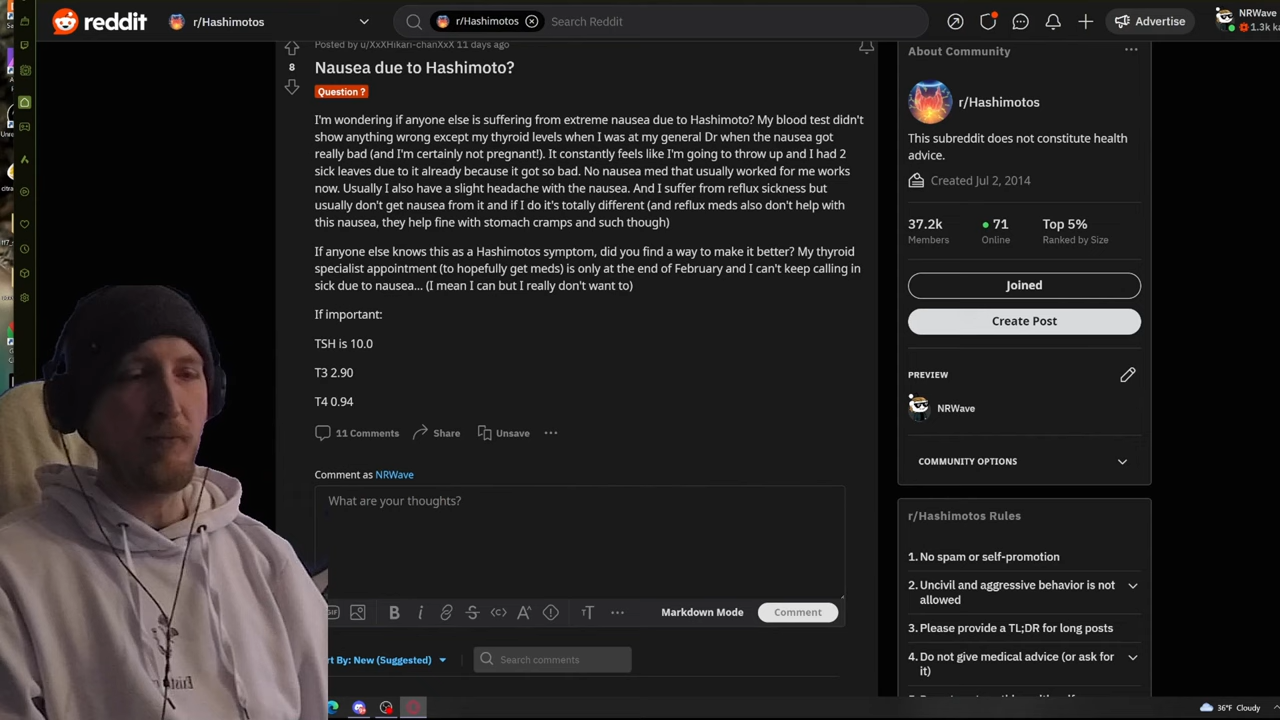 reddit
r/Hashimotos
r/Hashimotos
Search Reddit
Advertise
NRWave
Posted by u/XxXHikari-chanXxX 11 days ago
8
Nausea due to Hashimoto?
Question ?
I'm wondering if anyone else is suffering from extreme nausea due to Hashimoto? My blood test didn't
show anything wrong except my thyroid levels when I was at my general Dr when the nausea got
really bad (and I'm certainly not pregnant!). It constantly feels like I'm going to throw up and I had 2
sick leaves due to it already because it got so bad. No nausea med that usually worked for me works
now. Usually I also have a slight headache with the nausea. And I suffer from reflux sickness but
usually don't get nausea from it and if I do it's totally different (and reflux meds also don't help with
this nausea, they help fine with stomach cramps and such though)
If anyone else knows this as a Hashimotos symptom, did you find a way to make it better? My thyroid
specialist appointment (to hopefully get meds) is only at the end of February and I can't keep calling in
sick due to nausea... (I mean I can but I really don't want to)
If important:
TSH is 10.0
T3 2.90
T4 0.94
11 Comments
Share
Unsave
Comment as NRWave
What are your thoughts?
GIF
Markdown Mode
Comment
rt By: New (Suggested)
Search comments
About Community
r/Hashimotos
This subreddit does not constitute health
advice.
Created Jul 2, 2014
37.2k
71
Top 5%
Members
Online
Ranked by Size
Joined
Create Post
PREVIEW
NRWave
COMMUNITY OPTIONS
r/Hashimotos Rules
1. No spam or self-promotion
2. Uncivil and aggressive behavior is not
allowed
3. Please provide a TL;DR for long posts
4. Do not give medical advice (or ask for
it)
36°F Cloudy